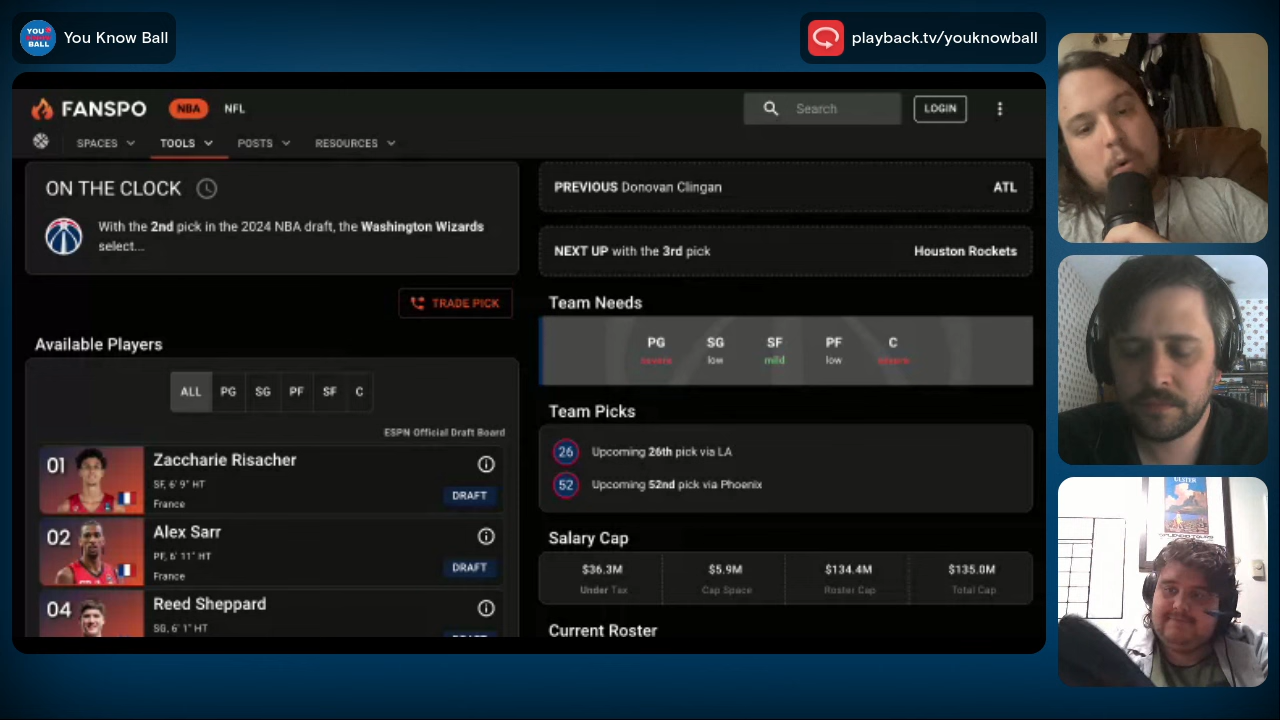 YOU
BALL
You Know Ball
playback.tv/youknowball
FANSPO
NBA
NFL
Search
LOGIN
SPACES
TOOLS
POSTS
RESOURCES
ON THE CLOCK
With the 2nd pick in the 2024 NBA draft, the Washington Wizards
select...
TRADE PICK
Available Players
ALL
PG
SG
PF
SF
C
ESPN Official Draft Board
01
Zaccharie Risacher
SF, 6' 9" HT
France
DRAFT
02
Alex Sarr
PF, 6' 11" HT
France
DRAFT
04
Reed Sheppard
SG, 6' 1" HT
PREVIOUS Donovan Clingan
ATL
NEXT UP with the 3rd pick
Houston Rockets
Team Needs
PG SG SF PF C
severe low mild low severe
Team Picks
26 Upcoming 26th pick via LA
52 Upcoming 52nd pick via Phoenix
Salary Cap
$36.3M $5.9M $134.4M $135.0M
Under Tax Cap Space Roster Cap Total Cap
Current Roster
ULSTER